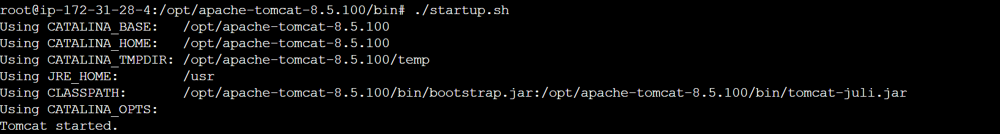 root@ip-172-31-28-4:/opt/apache-tomcat-8.5.100/bin# ./startup.sh
Using CATALINA_BASE:   /opt/apache-tomcat-8.5.100
Using CATALINA_HOME:   /opt/apache-tomcat-8.5.100
Using CATALINA_TMPDIR: /opt/apache-tomcat-8.5.100/temp
Using JRE_HOME:        /usr
Using CLASSPATH:       /opt/apache-tomcat-8.5.100/bin/bootstrap.jar:/opt/apache-tomcat-8.5.100/bin/tomcat-juli.jar
Using CATALINA_OPTS:
Tomcat started.